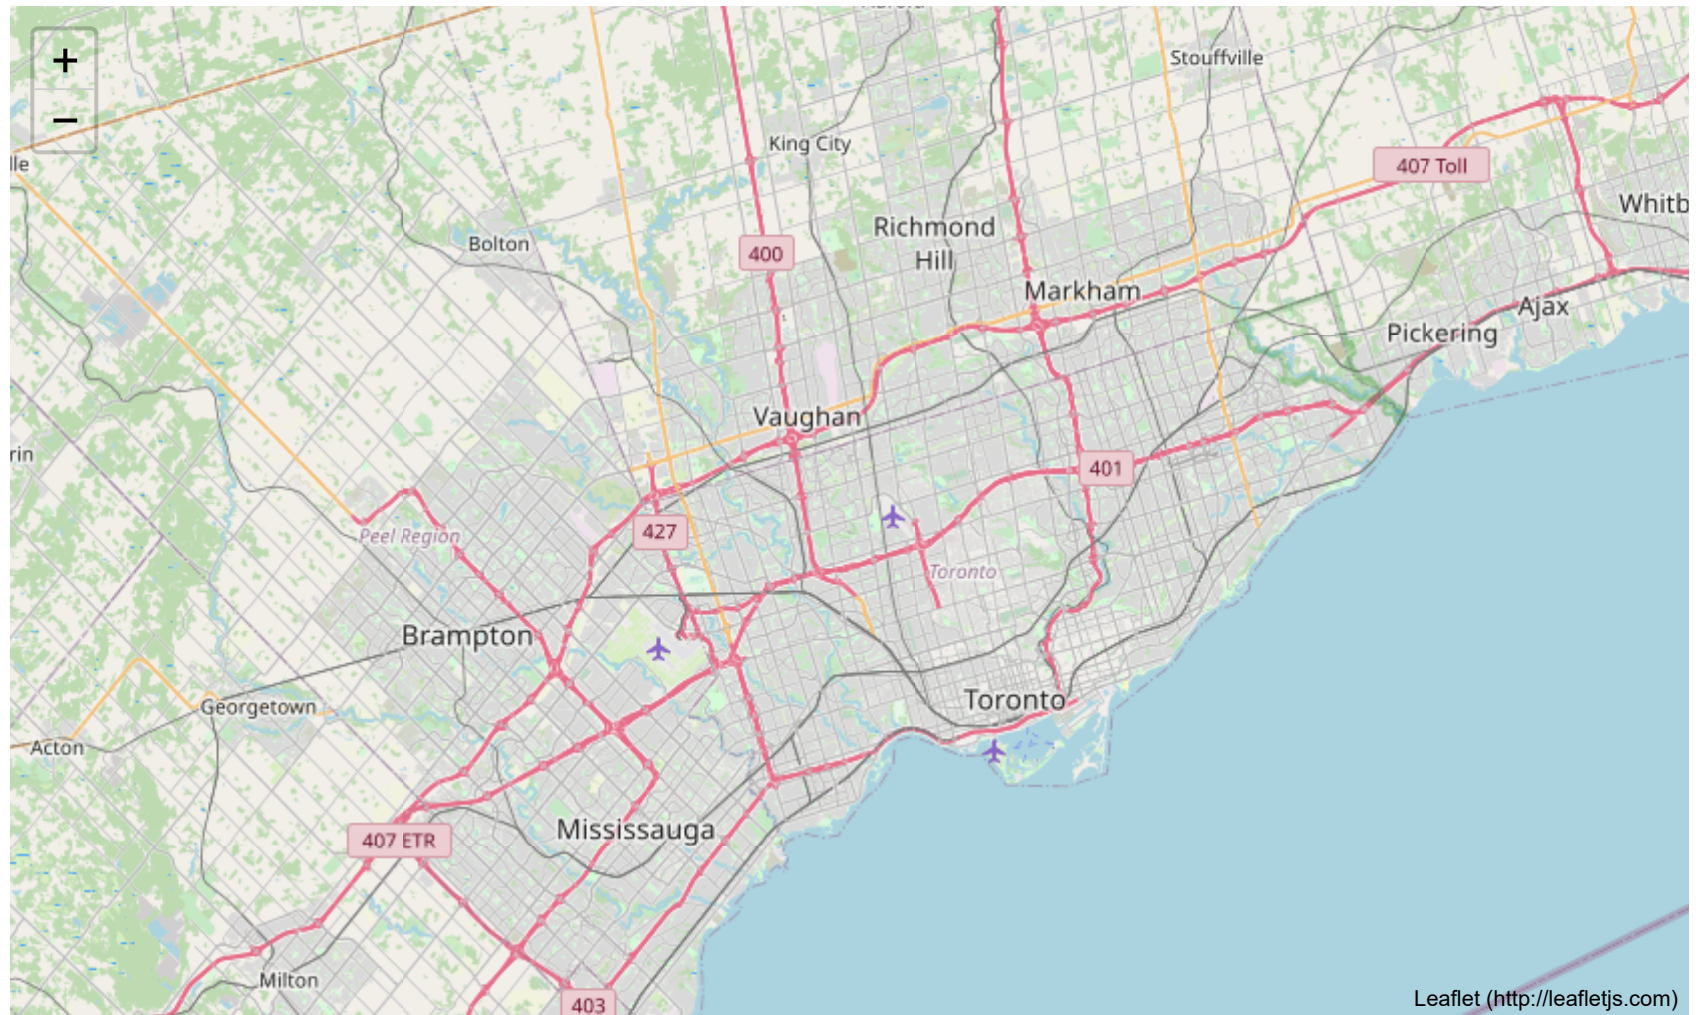 +
−
Stouffville
King City
407 Toll
lle
Whitb
Richmond
Hill
Bolton
400
Markham
Ajax
Pickering
Vaughan
rin
401
427
Peel Region
Toronto
Brampton
Georgetown
Toronto
Acton
Mississauga
407 ETR
Milton
403
Leaflet (http://leafletjs.com)